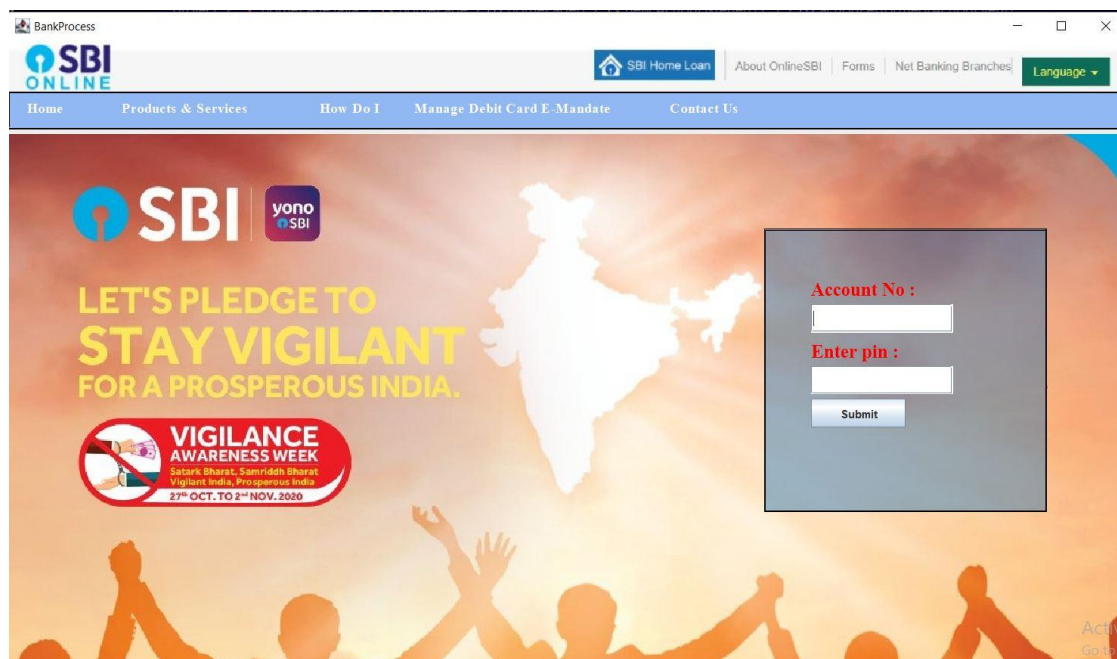 BankProcess
SBI
ONLINE
SBI Home Loan
About OnlineSBI
Forms
Net Banking Branches
Language
Home
Products & Services
How Do I
Manage Debit Card E-Mandate
Contact Us
SBI
yono
SBI
LET'S PLEDGE TO
STAY VIGILANT
FOR A PROSPEROUS INDIA.
VIGILANCE
AWARENESS WEEK
Satark Bharat, Samriddh Bharat
Vigilant India, Prosperous India
27th OCT. TO 2nd NOV. 2020
Account No :
Enter pin :
Submit
Go to